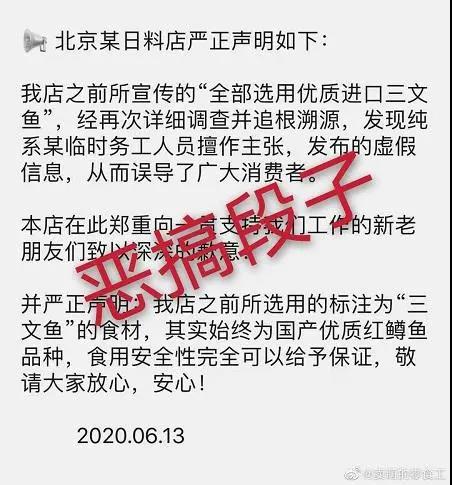 北京某日料店严正声明如下：
我店之前所宣传的“全部选用优质进口三文
鱼”，经再次详细调查并追根溯源，发现纯
系某临时务工人员擅作主张，发布的虚假
信息，从而误导了广大消费者。
本店在此郑重向一直支持我们工作的新老
朋友们致以深深的歉意！
并严正声明：我店之前所选用的标注为“三
文鱼”的食材，其实始终为国产优质红鳟鱼
品种，食用安全性完全可以给予保证，敬
请大家放心，安心！
2020.06.13
恶搞段子